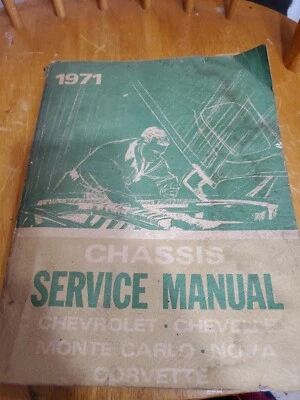 1971
CHASSIS
SERVICE MANUAL
CHEVROLET · CHEVELLE
MONTE CARLO · NOVA
CORVETTE